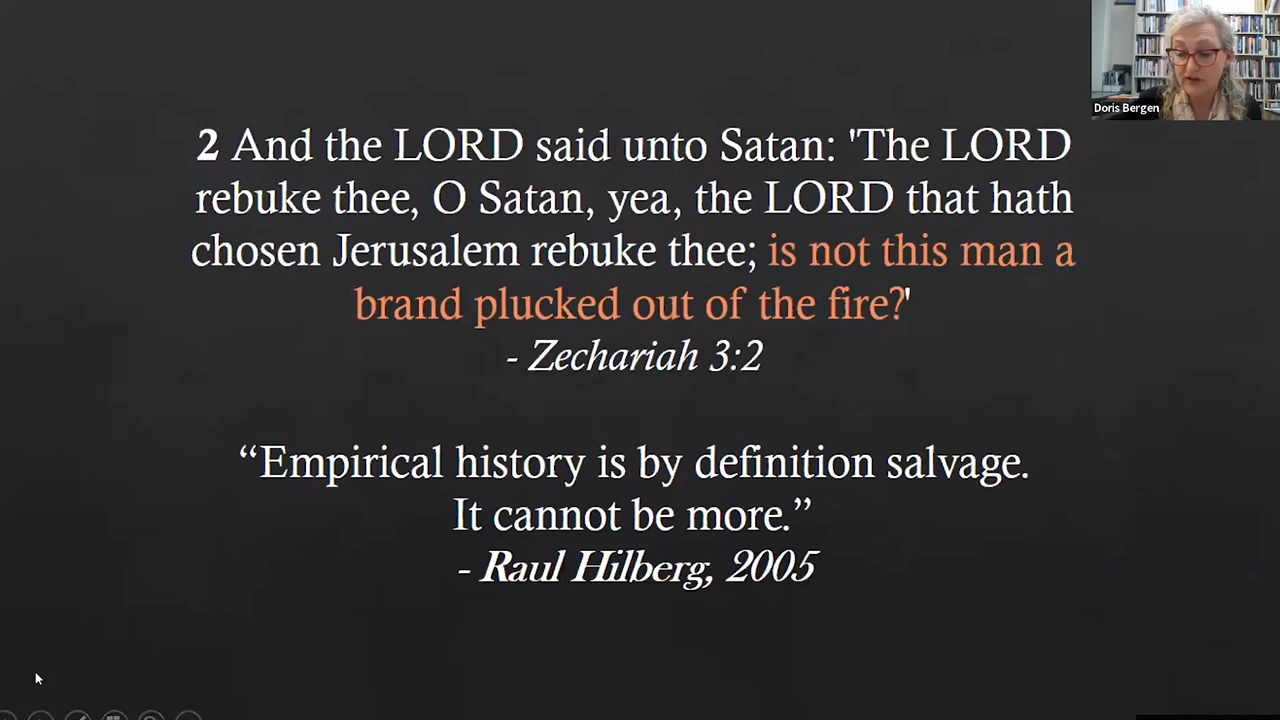 Doris Bergen
2 And the LORD said unto Satan: 'The LORD
rebuke thee, O Satan, yea, the LORD that hath
chosen Jerusalem rebuke thee; is not this man a
brand plucked out of the fire?'
- Zechariah 3:2
“Empirical history is by definition salvage.
It cannot be more.”
- Raul Hilberg, 2005